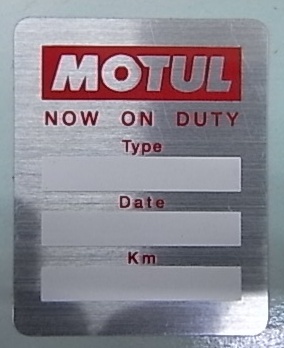 MOTUL
NOW ON DUTY
Type
Date
Km